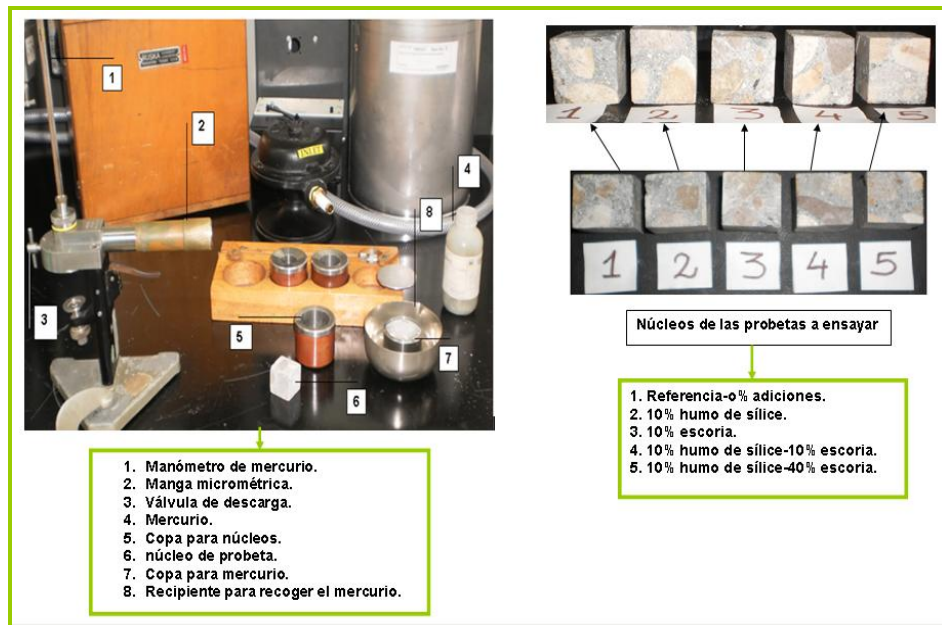 RUSKA
1
2
4
8
INLET
3
5
7
6
1. Manómetro de mercurio.
2. Manga micrométrica.
3. Válvula de descarga.
4. Mercurio.
5. Copa para núcleos.
6. núcleo de probeta.
7. Copa para mercurio.
8. Recipiente para recoger el mercurio.
1 2 3 4 5
1 2 3 4 5
Núcleos de las probetas a ensayar
1. Referencia-o% adiciones.
2. 10% humo de sílice.
3. 10% escoria.
4. 10% humo de sílice-10% escoria.
5. 10% humo de sílice-40% escoria.